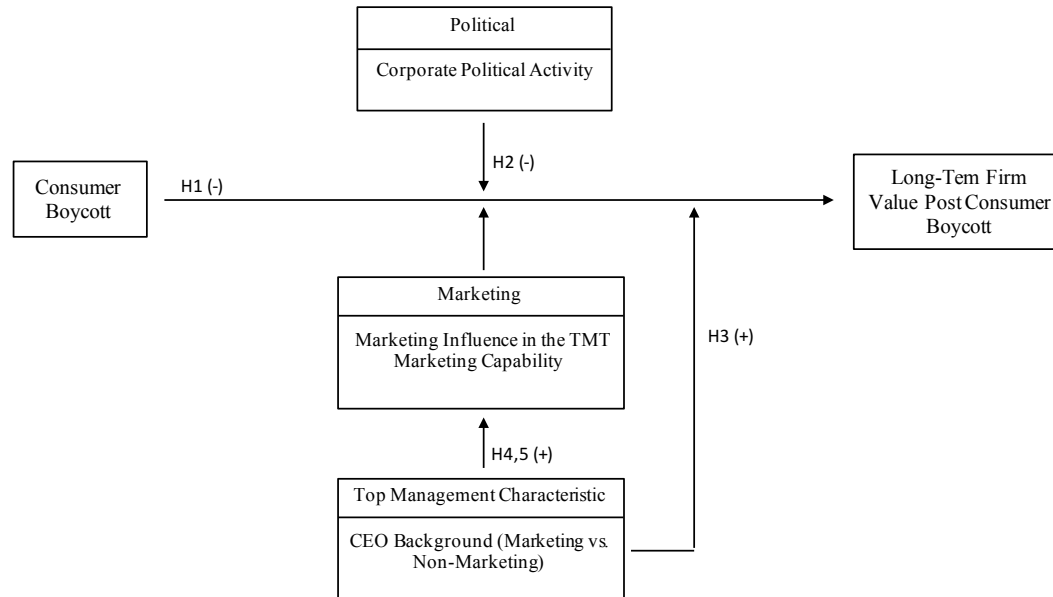 Political
Corporate Political Activity
H2 (-)
Consumer
Boycott
H1 (-)
Long-Tem Firm
Value Post Consumer
Boycott
Marketing
Marketing Influence in the TMT
Marketing Capability
H3 (+)
H4,5 (+)
Top Management Characteristic
CEO Background (Marketing vs.
Non-Marketing)